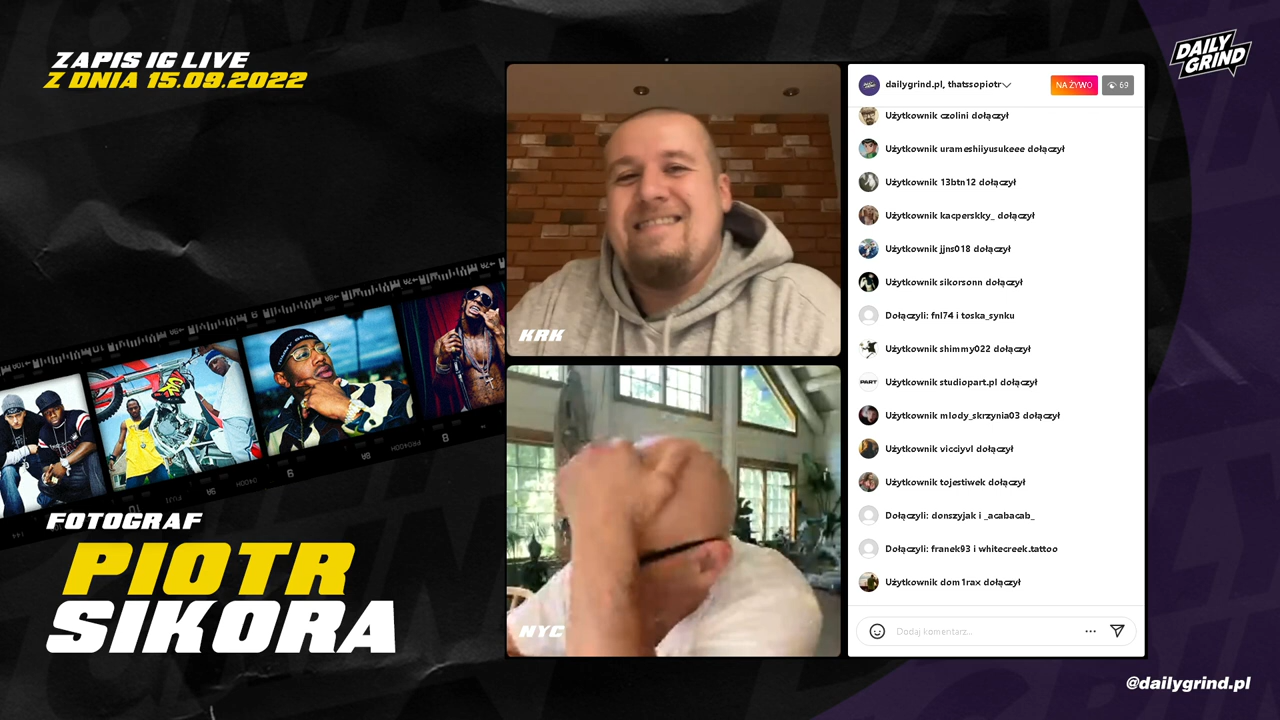 ZAPIS IG LIVE
Z DNIA 15.09.2022
DAILY
GRIND
FOTOGRAF
PIOTR
SIKORA
KRK
NYC
dailygrind.pl, thatssopiotr
NA ŻYWO
69
Użytkownik czolini dołączył
Użytkownik urameshiiyusukeee dołączył
Użytkownik 13btn12 dołączył
Użytkownik kacperskky_ dołączył
Użytkownik jjns018 dołączył
Użytkownik sikorsonn dołączył
Dołączyli: fnl74 i toska_synku
Użytkownik shimmy022 dołączył
PART
Użytkownik studiopart.pl dołączył
Użytkownik mlody_skrzynia03 dołączył
Użytkownik vicciyvl dołączył
Użytkownik tojestiwek dołączył
Dołączyli: donszyjak i _acabacab_
Dołączyli: franek93 i whitecreek.tattoo
Użytkownik dom1rax dołączył
Dodaj komentarz...
@dailygrind.pl